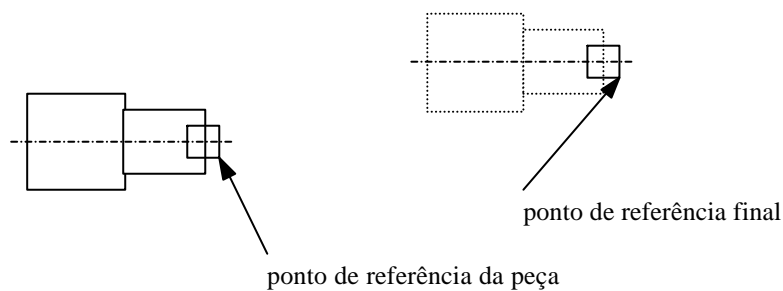 ponto de referência final
ponto de referência da peça